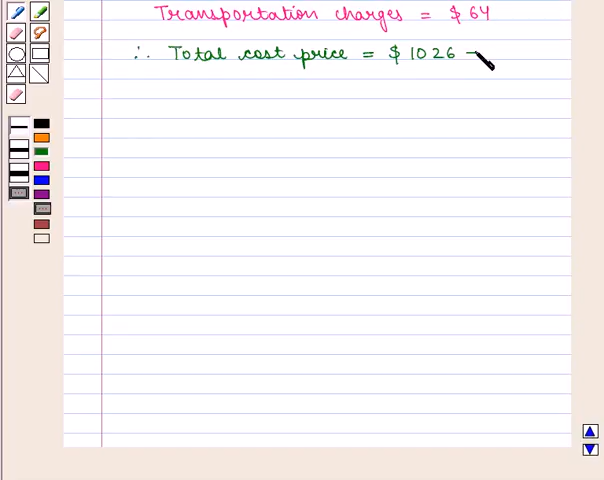 Transportation charges = $ 64
∴ Total cost price = $ 1026 -